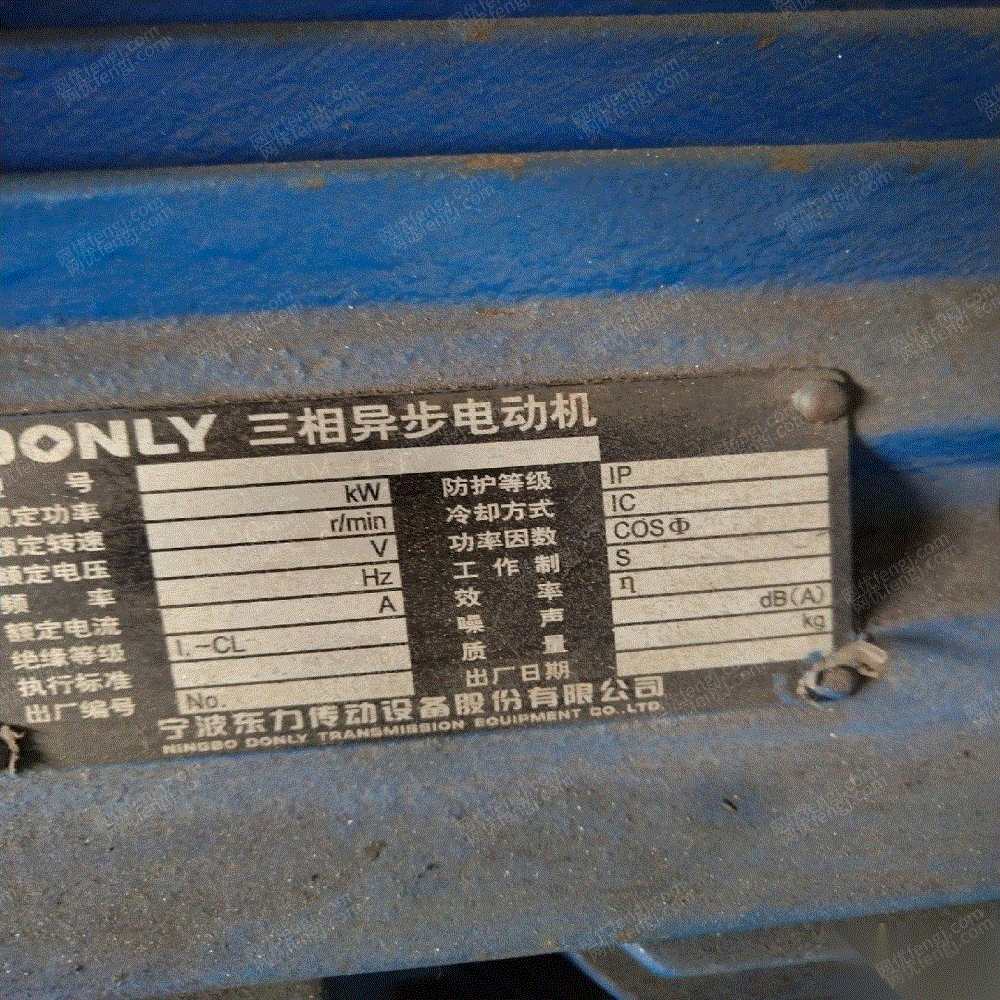 DONLY 三相异步电动机
型 号
额定功率 kW 防护等级 IP
额定转速 r/min 冷却方式 IC
额定电压 V 功率因数 COSΦ
频 率 Hz 工作制 S
额定电流 A 效 率 η
绝缘等级 I.-CL 噪 声 dB(A)
执行标准 质 量 kg
出厂编号 No. 出厂日期
宁波东力传动设备股份有限公司
NINGBO DONLY TRANSMISSION EQUIPMENT CO.,LTD.